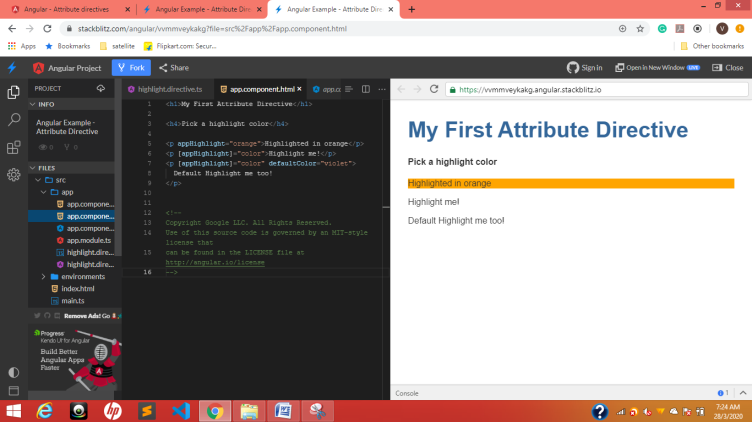 Angular - Attribute directives
Angular Example - Attribute Dire
Angular Example - Attribute Dire
stackblitz.com/angular/vvmmveykakg?file=src%2Fapp%2Fapp.component.html
Apps
Bookmarks
satellite
Flipkart.com: Secur...
Other bookmarks
Angular Project
Fork
Share
Sign in
Open in New Window LIVE
Close
PROJECT
INFO
Angular Example -
Attribute Directive
0
0
FILES
src
app
app.compone...
app.compone...
app.compone...
app.module.ts
highlight.dire...
highlight.dire...
environments
index.html
main.ts
Remove Ads! Go
Progress
Kendo UI for Angular
Build Better
Angular Apps
Faster
highlight.directive.ts
app.component.html
app.cc
1 <h1>My First Attribute Directive</h1>
2
3 <h4>Pick a highlight color</h4>
4
5 <p appHighlight="orange">Highlighted in orange</p>
6 <p [appHighlight]="color">Highlight me!</p>
7 <p [appHighlight]="color" defaultColor="violet">
8 Default Highlight me too!
9 </p>
10
11
12 <!--
13 Copyright Google LLC. All Rights Reserved.
14 Use of this source code is governed by an MIT-style
license that
15 can be found in the LICENSE file at
http://angular.io/license
16 -->
https://vvmmveykakg.angular.stackblitz.io
My First Attribute Directive
Pick a highlight color
Highlighted in orange
Highlight me!
Default Highlight me too!
Console
1
7:24 AM
28/3/2020